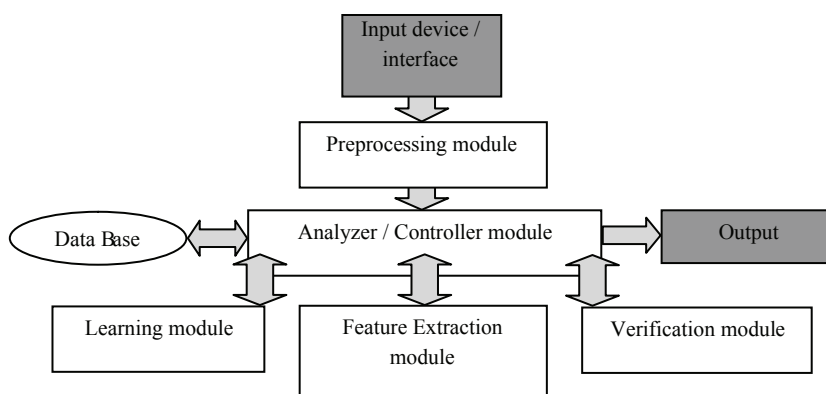 Input device /
interface
Preprocessing module
Data Base
Analyzer / Controller module
Output
Learning module
Feature Extraction
module
Verification module